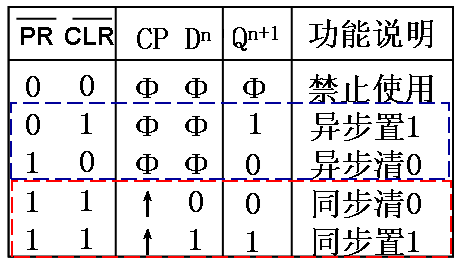 PR CLR CP Dⁿ Qⁿ⁺¹ 功能说明
0 0 Φ Φ Φ 禁止使用
0 1 Φ Φ 1 异步置1
1 0 Φ Φ 0 异步清0
1 1 ↑ 0 0 同步清0
1 1 ↑ 1 1 同步置1